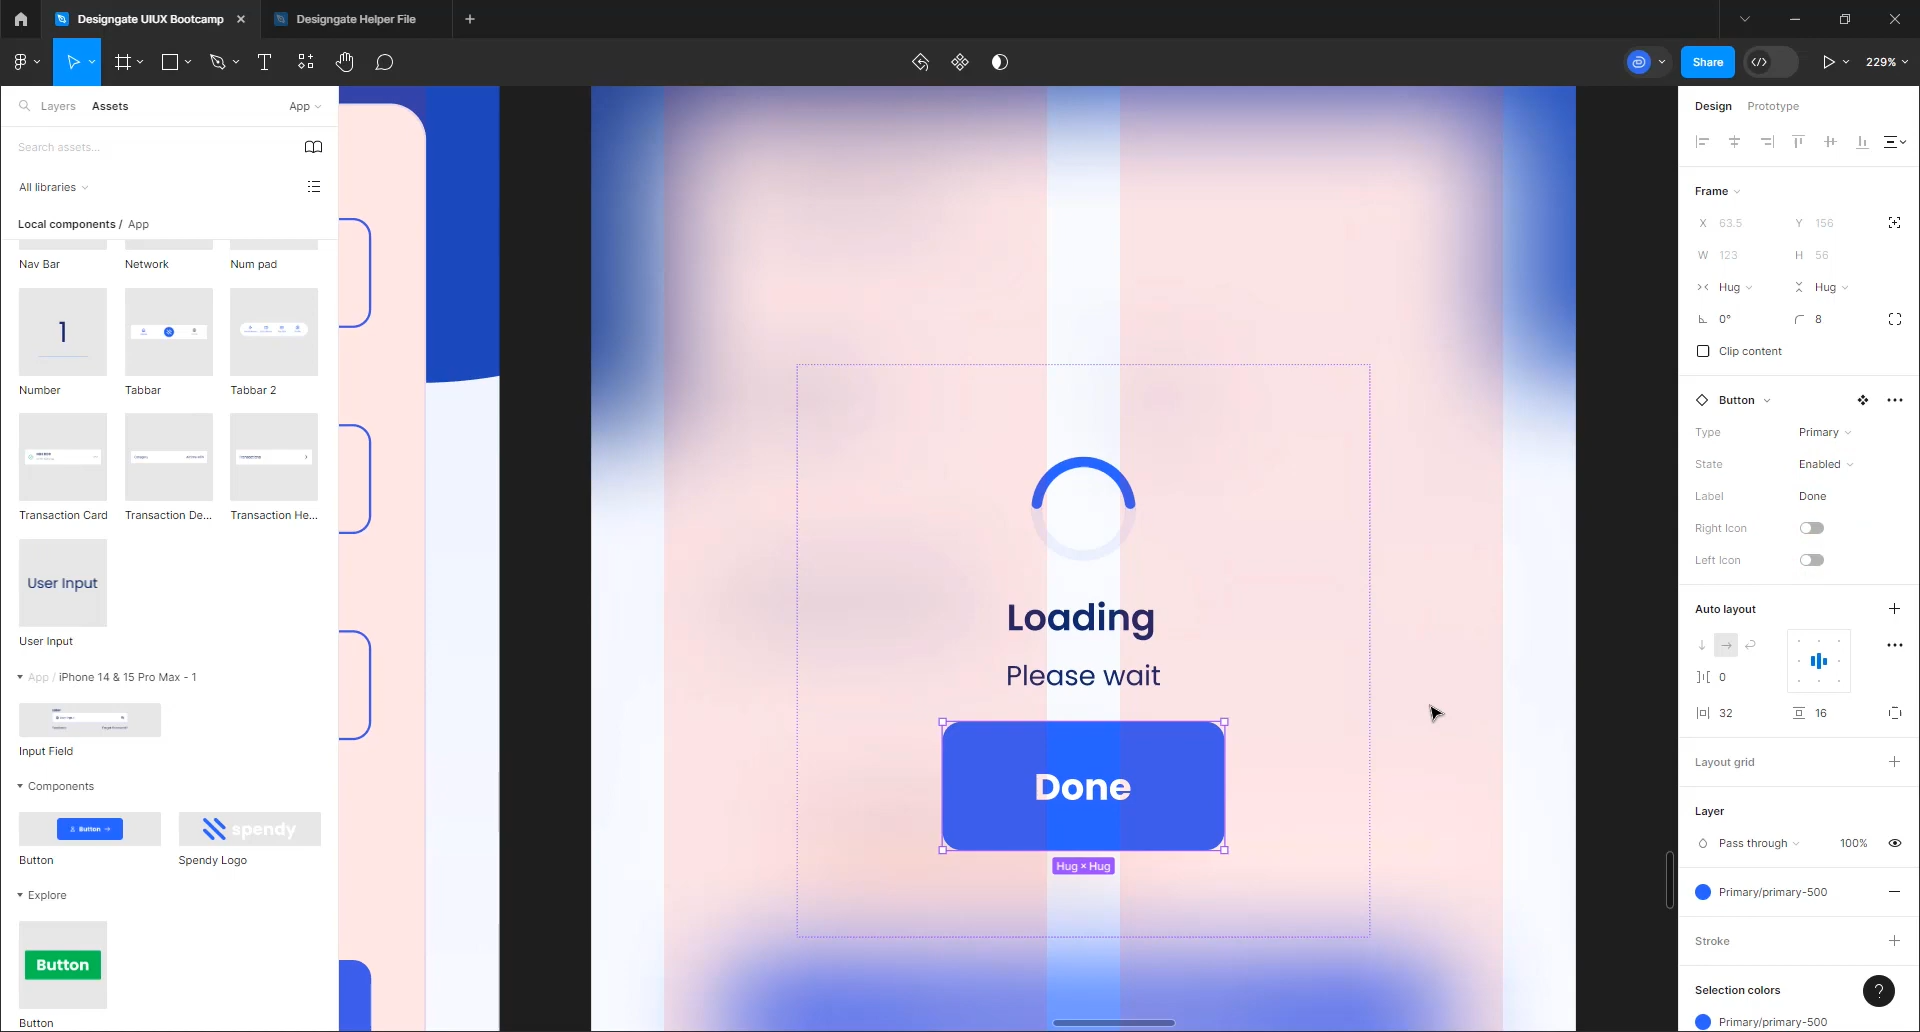 Designgate UIUX Bootcamp
Designgate Helper File
Share
229%
Layers
Assets
App
Search assets...
All libraries
Local components / App
Nav Bar
Network
Num pad
1
Number
Tabbar
Tabbar 2
Transaction Card
Transaction De...
Transaction He...
User Input
User Input
App / iPhone 14 & 15 Pro Max - 1
Input Field
Components
Button
spendy
Button
Spendy Logo
Explore
Button
Button
Loading
Please wait
Done
Hug × Hug
Design
Prototype
Frame
X 63.5
Y 156
W 123
H 56
Hug
Hug
0°
8
Clip content
Button
Type
Primary
State
Enabled
Label
Done
Right Icon
Left Icon
Auto layout
0
32
16
Layout grid
Layer
Pass through
100%
Primary/primary-500
Stroke
Selection colors
?
Primary/primary-500